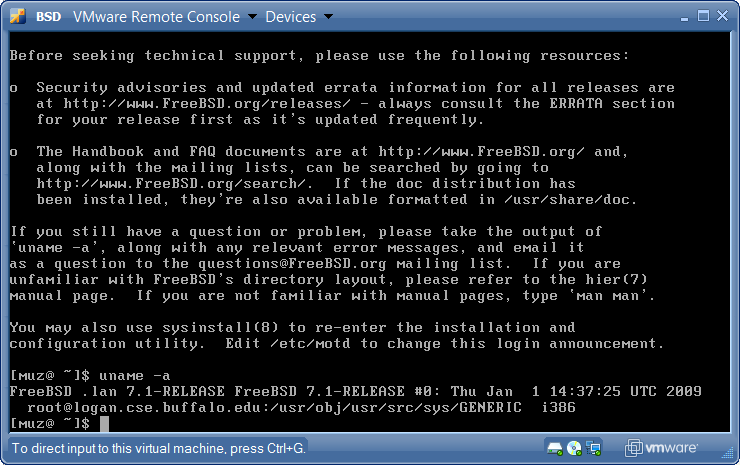 BSD VMware Remote Console Devices
Before seeking technical support, please use the following resources:
o  Security advisories and updated errata information for all releases are
   at http://www.FreeBSD.org/releases/ - always consult the ERRATA section
   for your release first as it's updated frequently.
o  The Handbook and FAQ documents are at http://www.FreeBSD.org/ and,
   along with the mailing lists, can be searched by going to
   http://www.FreeBSD.org/search/.  If the doc distribution has
   been installed, they're also available formatted in /usr/share/doc.
If you still have a question or problem, please take the output of
`uname -a', along with any relevant error messages, and email it
as a question to the questions@FreeBSD.org mailing list.  If you are
unfamiliar with FreeBSD's directory layout, please refer to the hier(7)
manual page.  If you are not familiar with manual pages, type `man man'.
You may also use sysinstall(8) to re-enter the installation and
configuration utility.  Edit /etc/motd to change this login announcement.
[muz@ ~]$ uname -a
FreeBSD .lan 7.1-RELEASE FreeBSD 7.1-RELEASE #0: Thu Jan  1 14:37:25 UTC 2009
  root@logan.cse.buffalo.edu:/usr/obj/usr/src/sys/GENERIC  i386
[muz@ ~]$
To direct input to this virtual machine, press Ctrl+G.
vmware